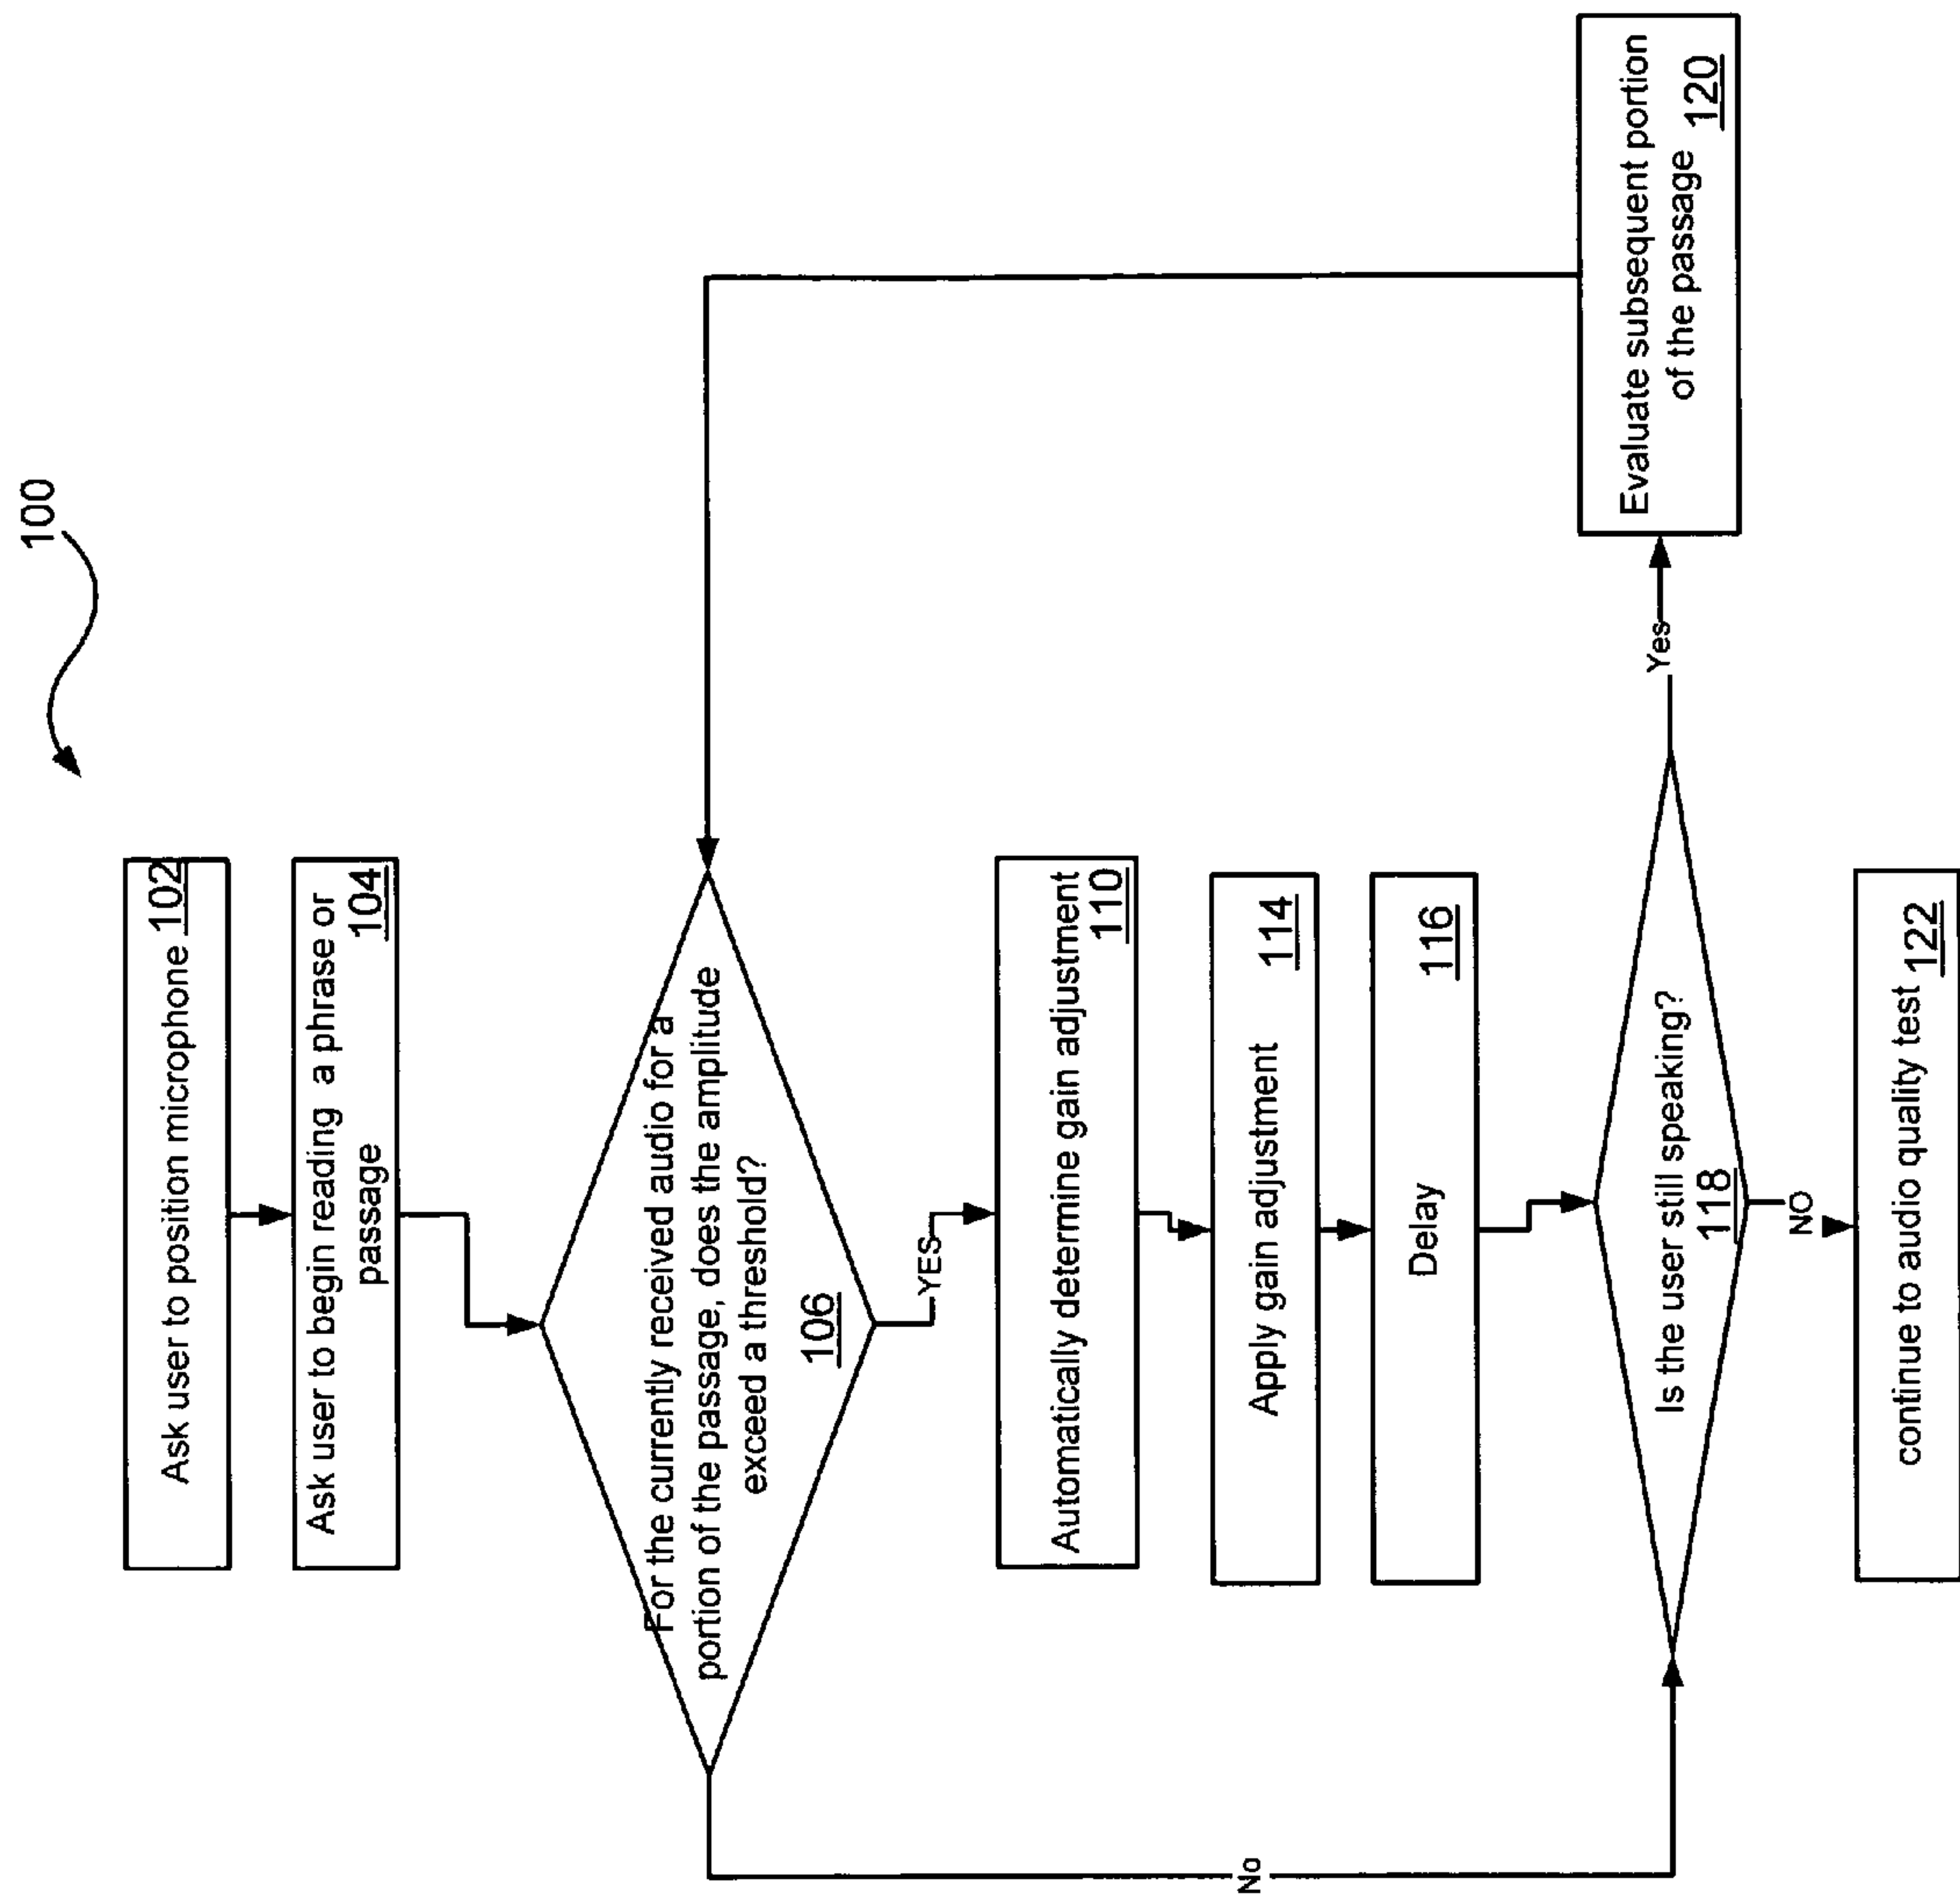 100
Ask user to position microphone 102
Ask user to begin reading a phrase or
passage 104
For the currently received audio for a
portion of the passage, does the amplitude
exceed a threshold?
106
YES
No
Automatically determine gain adjustment
110
Apply gain adjustment 114
Delay 116
Is the user still speaking?
118
Yes
NO
Evaluate subsequent portion
of the passage 120
continue to audio quality test 122